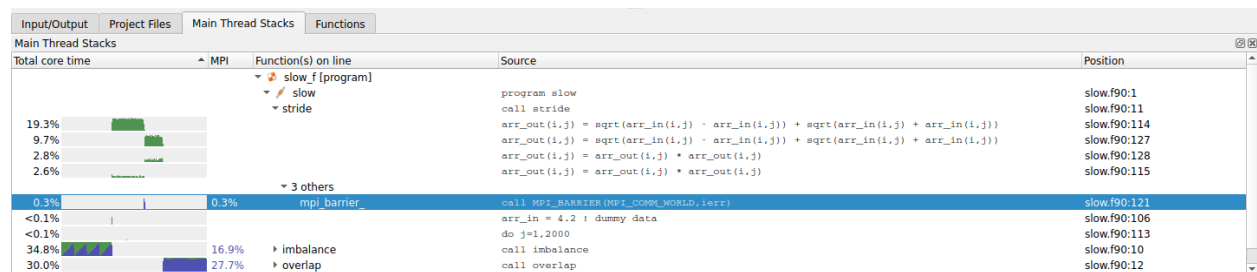 Input/Output Project Files Main Thread Stacks Functions
Main Thread Stacks
Total core time MPI Function(s) on line Source Position
slow_f [program]
slow program slow slow.f90:1
stride call stride slow.f90:11
19.3% arr_out(i,j) = sqrt(arr_in(i,j) - arr_in(i,j)) + sqrt(arr_in(i,j) + arr_in(i,j)) slow.f90:114
9.7% arr_out(i,j) = sqrt(arr_in(i,j) - arr_in(i,j)) + sqrt(arr_in(i,j) + arr_in(i,j)) slow.f90:127
2.8% arr_out(i,j) = arr_out(i,j) * arr_out(i,j) slow.f90:128
2.6% arr_out(i,j) = arr_out(i,j) * arr_out(i,j) slow.f90:115
3 others
0.3% 0.3% mpi_barrier_ call MPI_BARRIER(MPI_COMM_WORLD,ierr) slow.f90:121
<0.1% arr_in = 4.2 ! dummy data slow.f90:106
<0.1% do j=1,2000 slow.f90:113
34.8% 16.9% imbalance call imbalance slow.f90:10
30.0% 27.7% overlap call overlap slow.f90:12